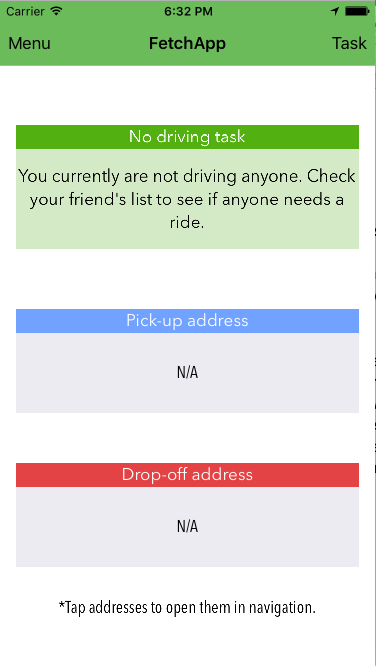 Carrier 6:32 PM
Menu FetchApp Task
No driving task
You currently are not driving anyone. Check
your friend's list to see if anyone needs a
ride.
Pick-up address
N/A
Drop-off address
N/A
*Tap addresses to open them in navigation.